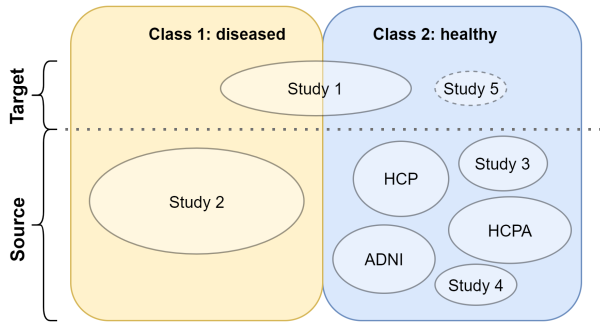 Class 1: diseased
Class 2: healthy
Target
Study 1
Study 5
Source
Study 2
HCP
Study 3
HCPA
ADNI
Study 4